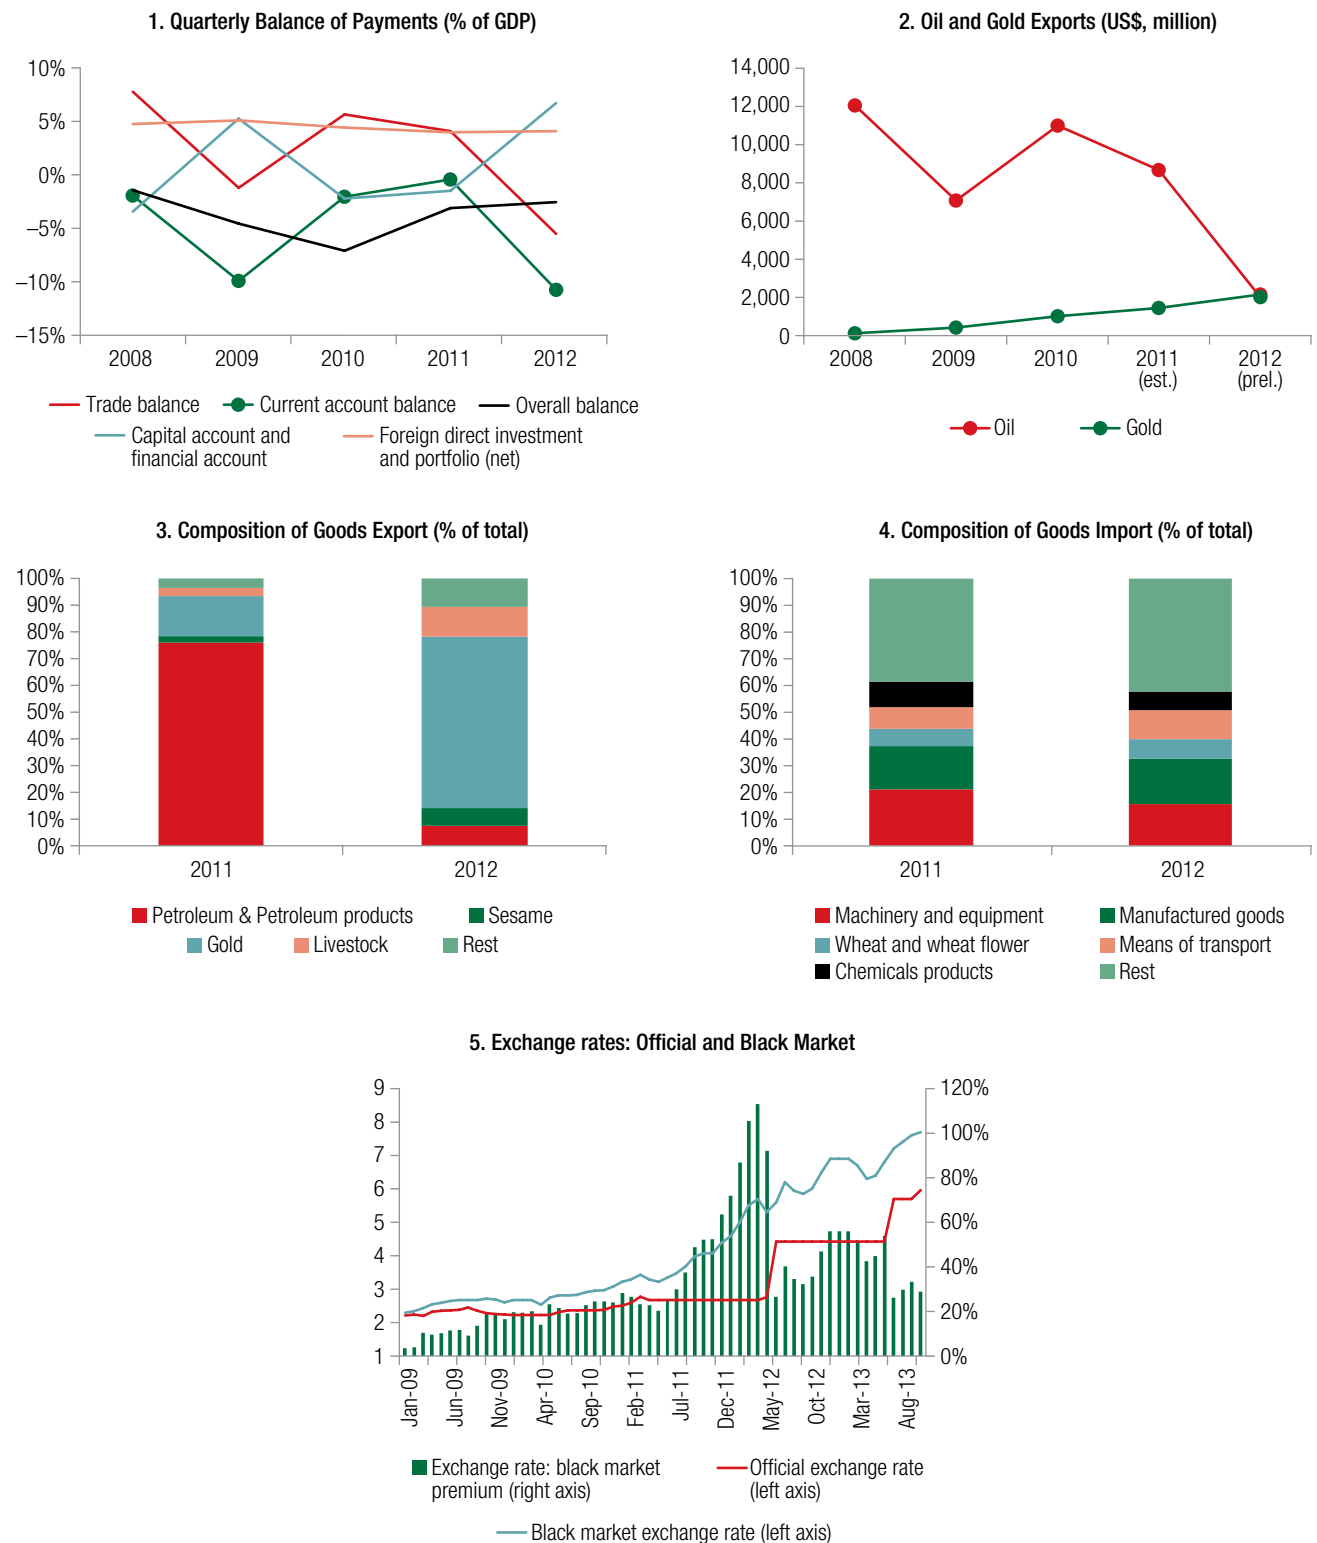 1. Quarterly Balance of Payments (% of GDP)
10%
5%
0%
–5%
–10%
–15%
2008 2009 2010 2011 2012
Trade balance Current account balance Overall balance
Capital account and financial account
Foreign direct investment and portfolio (net)
2. Oil and Gold Exports (US$, million)
14,000
12,000
10,000
8,000
6,000
4,000
2,000
0
2008 2009 2010 2011 (est.) 2012 (prel.)
Oil Gold
3. Composition of Goods Export (% of total)
100%
90%
80%
70%
60%
50%
40%
30%
20%
10%
0%
2011 2012
Petroleum & Petroleum products Sesame
Gold Livestock Rest
4. Composition of Goods Import (% of total)
100%
90%
80%
70%
60%
50%
40%
30%
20%
10%
0%
2011 2012
Machinery and equipment Manufactured goods
Wheat and wheat flower Means of transport
Chemicals products Rest
5. Exchange rates: Official and Black Market
9
8
7
6
5
4
3
2
1
120%
100%
80%
60%
40%
20%
0%
Jan-09 Jun-09 Nov-09 Apr-10 Sep-10 Feb-11 Jul-11 Dec-11 May-12 Oct-12 Mar-13 Aug-13
Exchange rate: black market premium (right axis)
Official exchange rate (left axis)
Black market exchange rate (left axis)